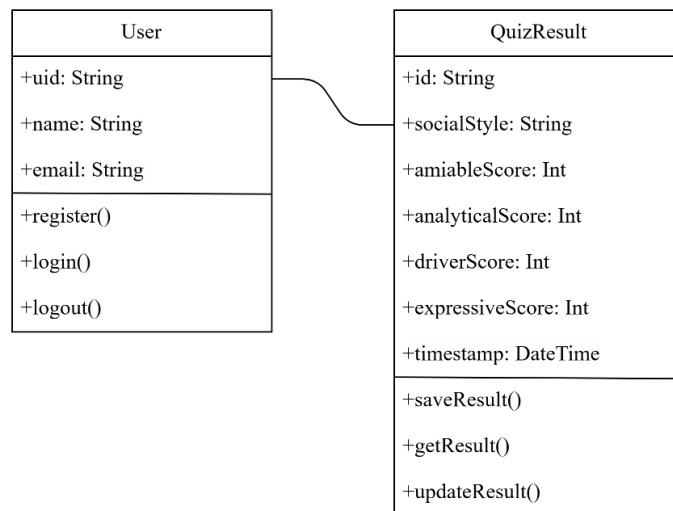 User
+uid: String
+name: String
+email: String
+register()
+login()
+logout()
QuizResult
+id: String
+socialStyle: String
+amiableScore: Int
+analyticalScore: Int
+driverScore: Int
+expressiveScore: Int
+timestamp: DateTime
+saveResult()
+getResult()
+updateResult()